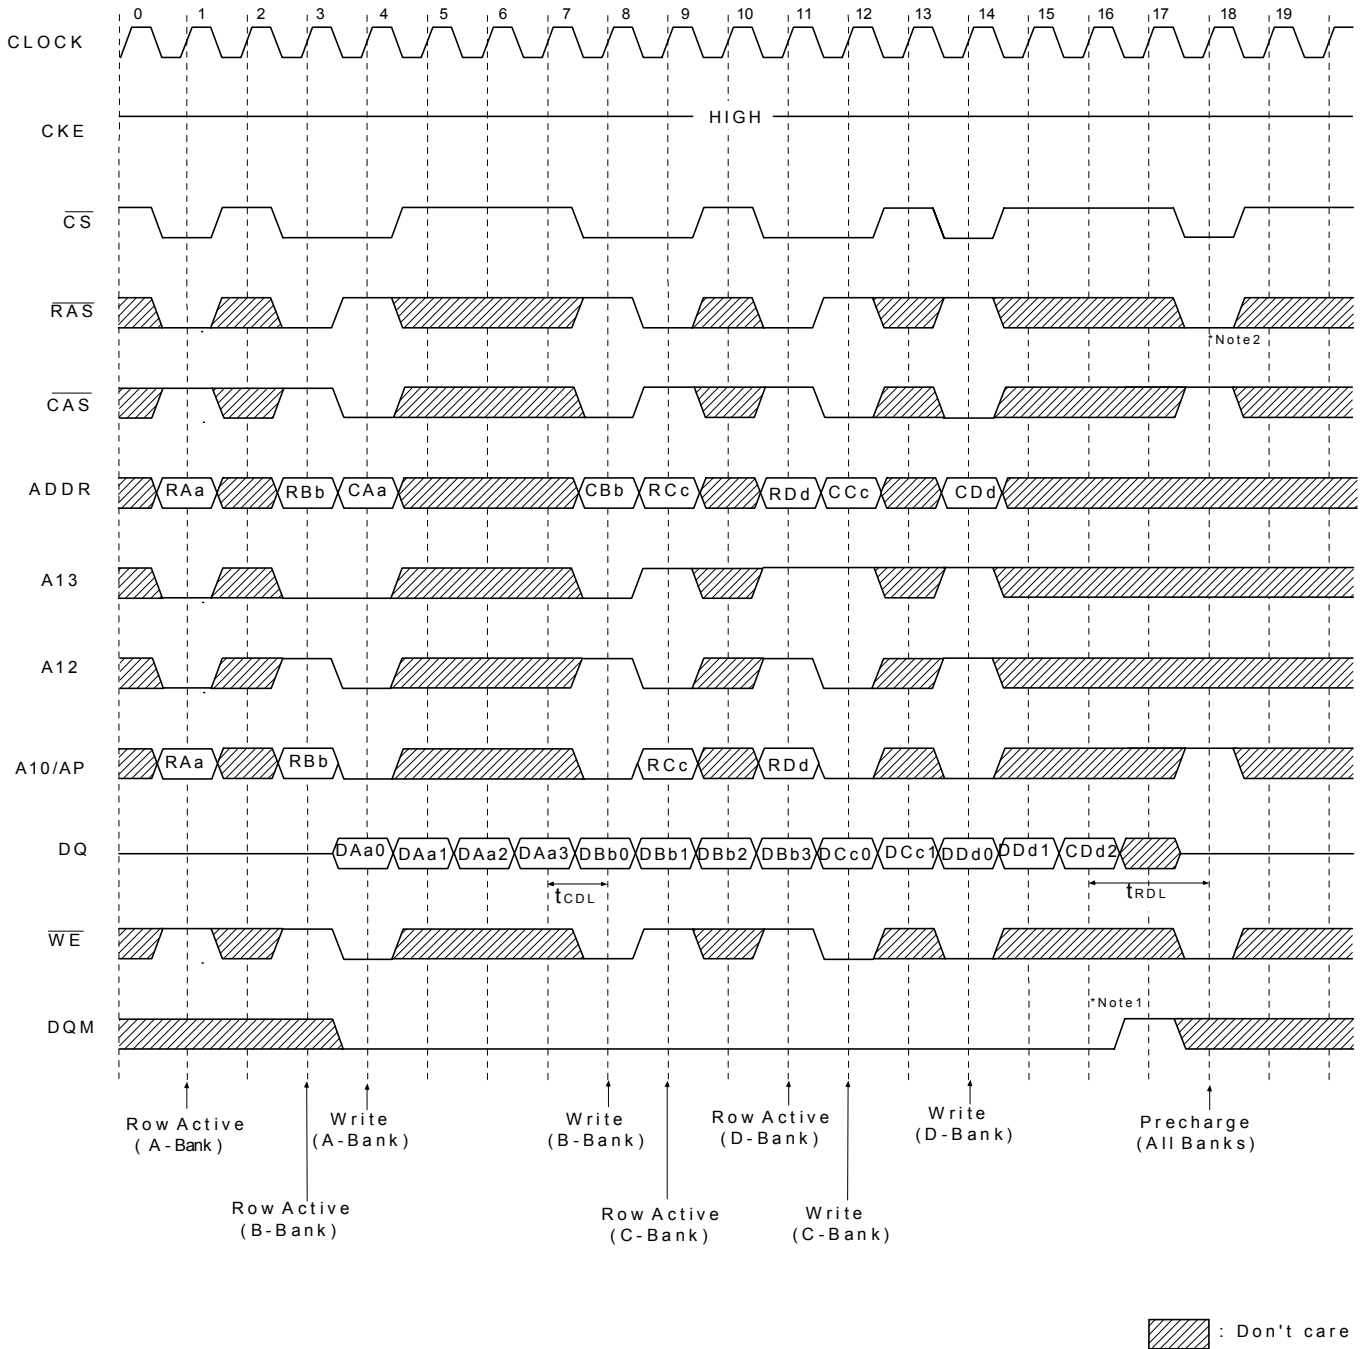 0 1 2 3 4 5 6 7 8 9 10 11 12 13 14 15 16 17 18 19
CLOCK
CKE HIGH
CS
RAS
*Note2
CAS
ADDR RAa RBb CAa CBb RCc RDd CCc CDd
A13
A12
A10/AP RAa RBb RCc RDd
DQ DAa0 DAa1 DAa2 DAa3 DBb0 DBb1 DBb2 DBb3 DCc0 DCc1 DDd0 DDd1 CDd2
tCDL tRDL
WE
*Note1
DQM
Row Active
(A-Bank)
Write
(A-Bank)
Write
(B-Bank)
Row Active
(D-Bank)
Write
(D-Bank)
Precharge
(All Banks)
Row Active
(B-Bank)
Row Active
(C-Bank)
Write
(C-Bank)
: Don't care